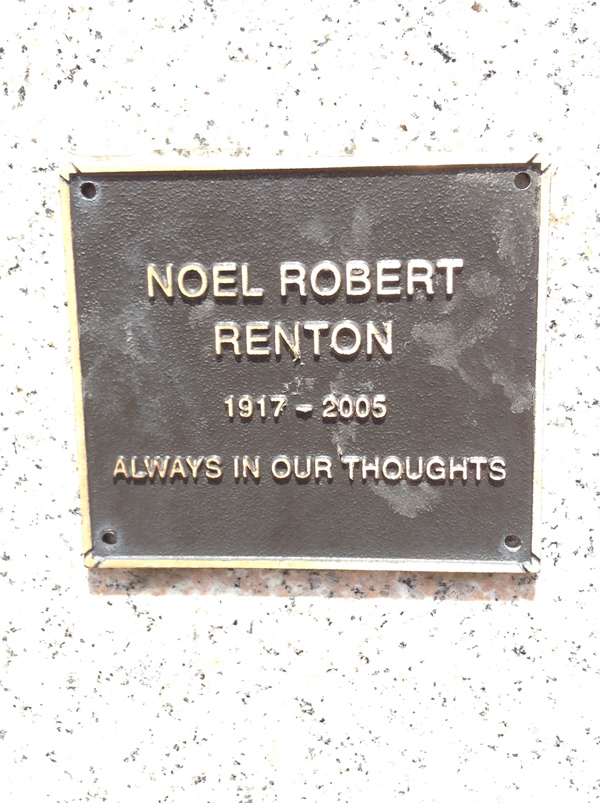 NOEL ROBERT
RENTON
1917 - 2005
ALWAYS IN OUR THOUGHTS